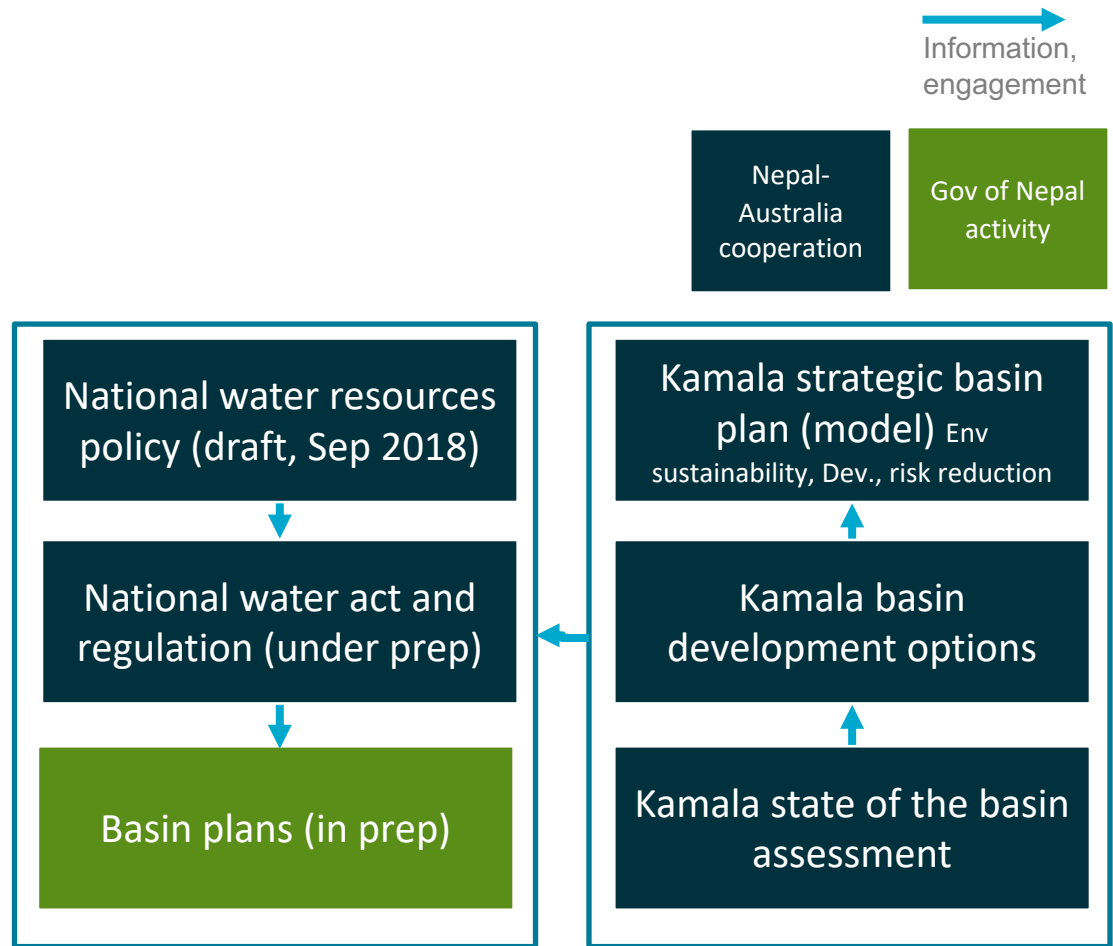 Information,
engagement
Nepal-
Australia
cooperation
Gov of Nepal
activity
National water resources
policy (draft, Sep 2018)
National water act and
regulation (under prep)
Basin plans (in prep)
Kamala strategic basin
plan (model) Env
sustainability, Dev., risk reduction
Kamala basin
development options
Kamala state of the basin
assessment